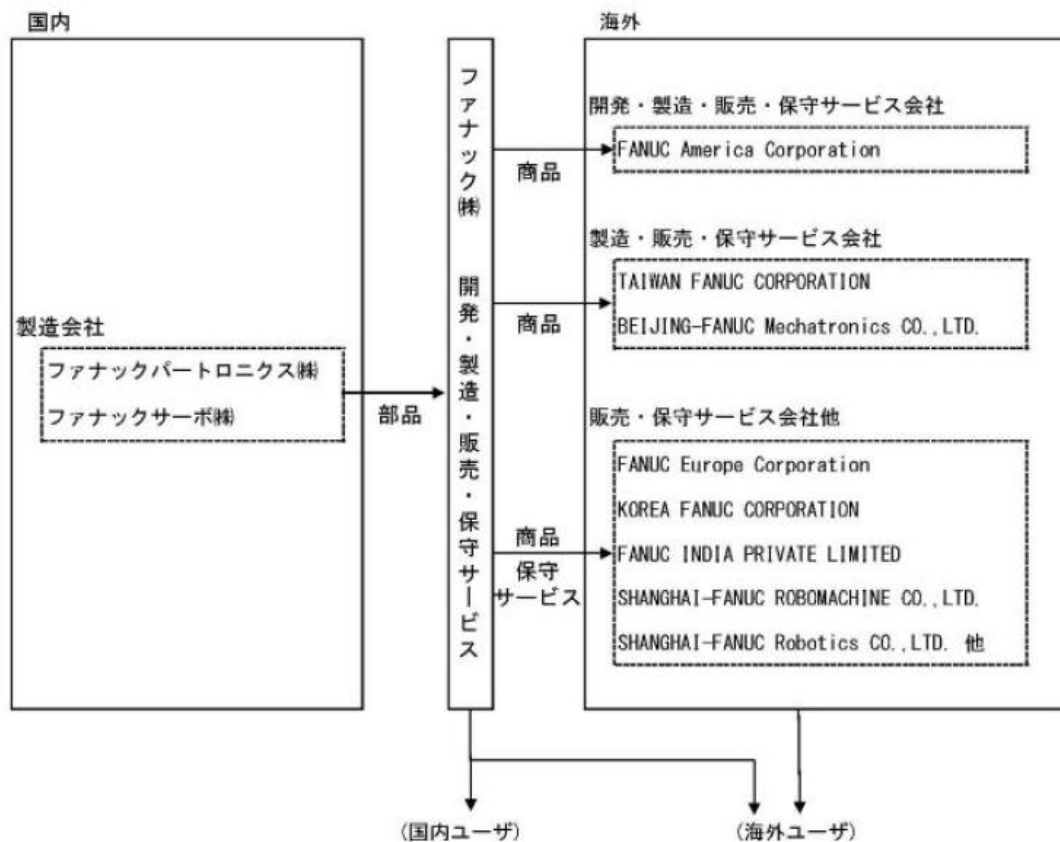 国内
製造会社
ファナックパートロニクス㈱
ファナックサーボ㈱
部品
ファナック㈱ 開発・製造・販売・保守サービス
商品
商品
商品
保守
サービス
海外
開発・製造・販売・保守サービス会社
FANUC America Corporation
製造・販売・保守サービス会社
TAIWAN FANUC CORPORATION
BEIJING-FANUC Mechatronics CO.,LTD.
販売・保守サービス会社他
FANUC Europe Corporation
KOREA FANUC CORPORATION
FANUC INDIA PRIVATE LIMITED
SHANGHAI-FANUC ROBOMACHINE CO.,LTD.
SHANGHAI-FANUC Robotics CO.,LTD. 他
(国内ユーザ)
(海外ユーザ)